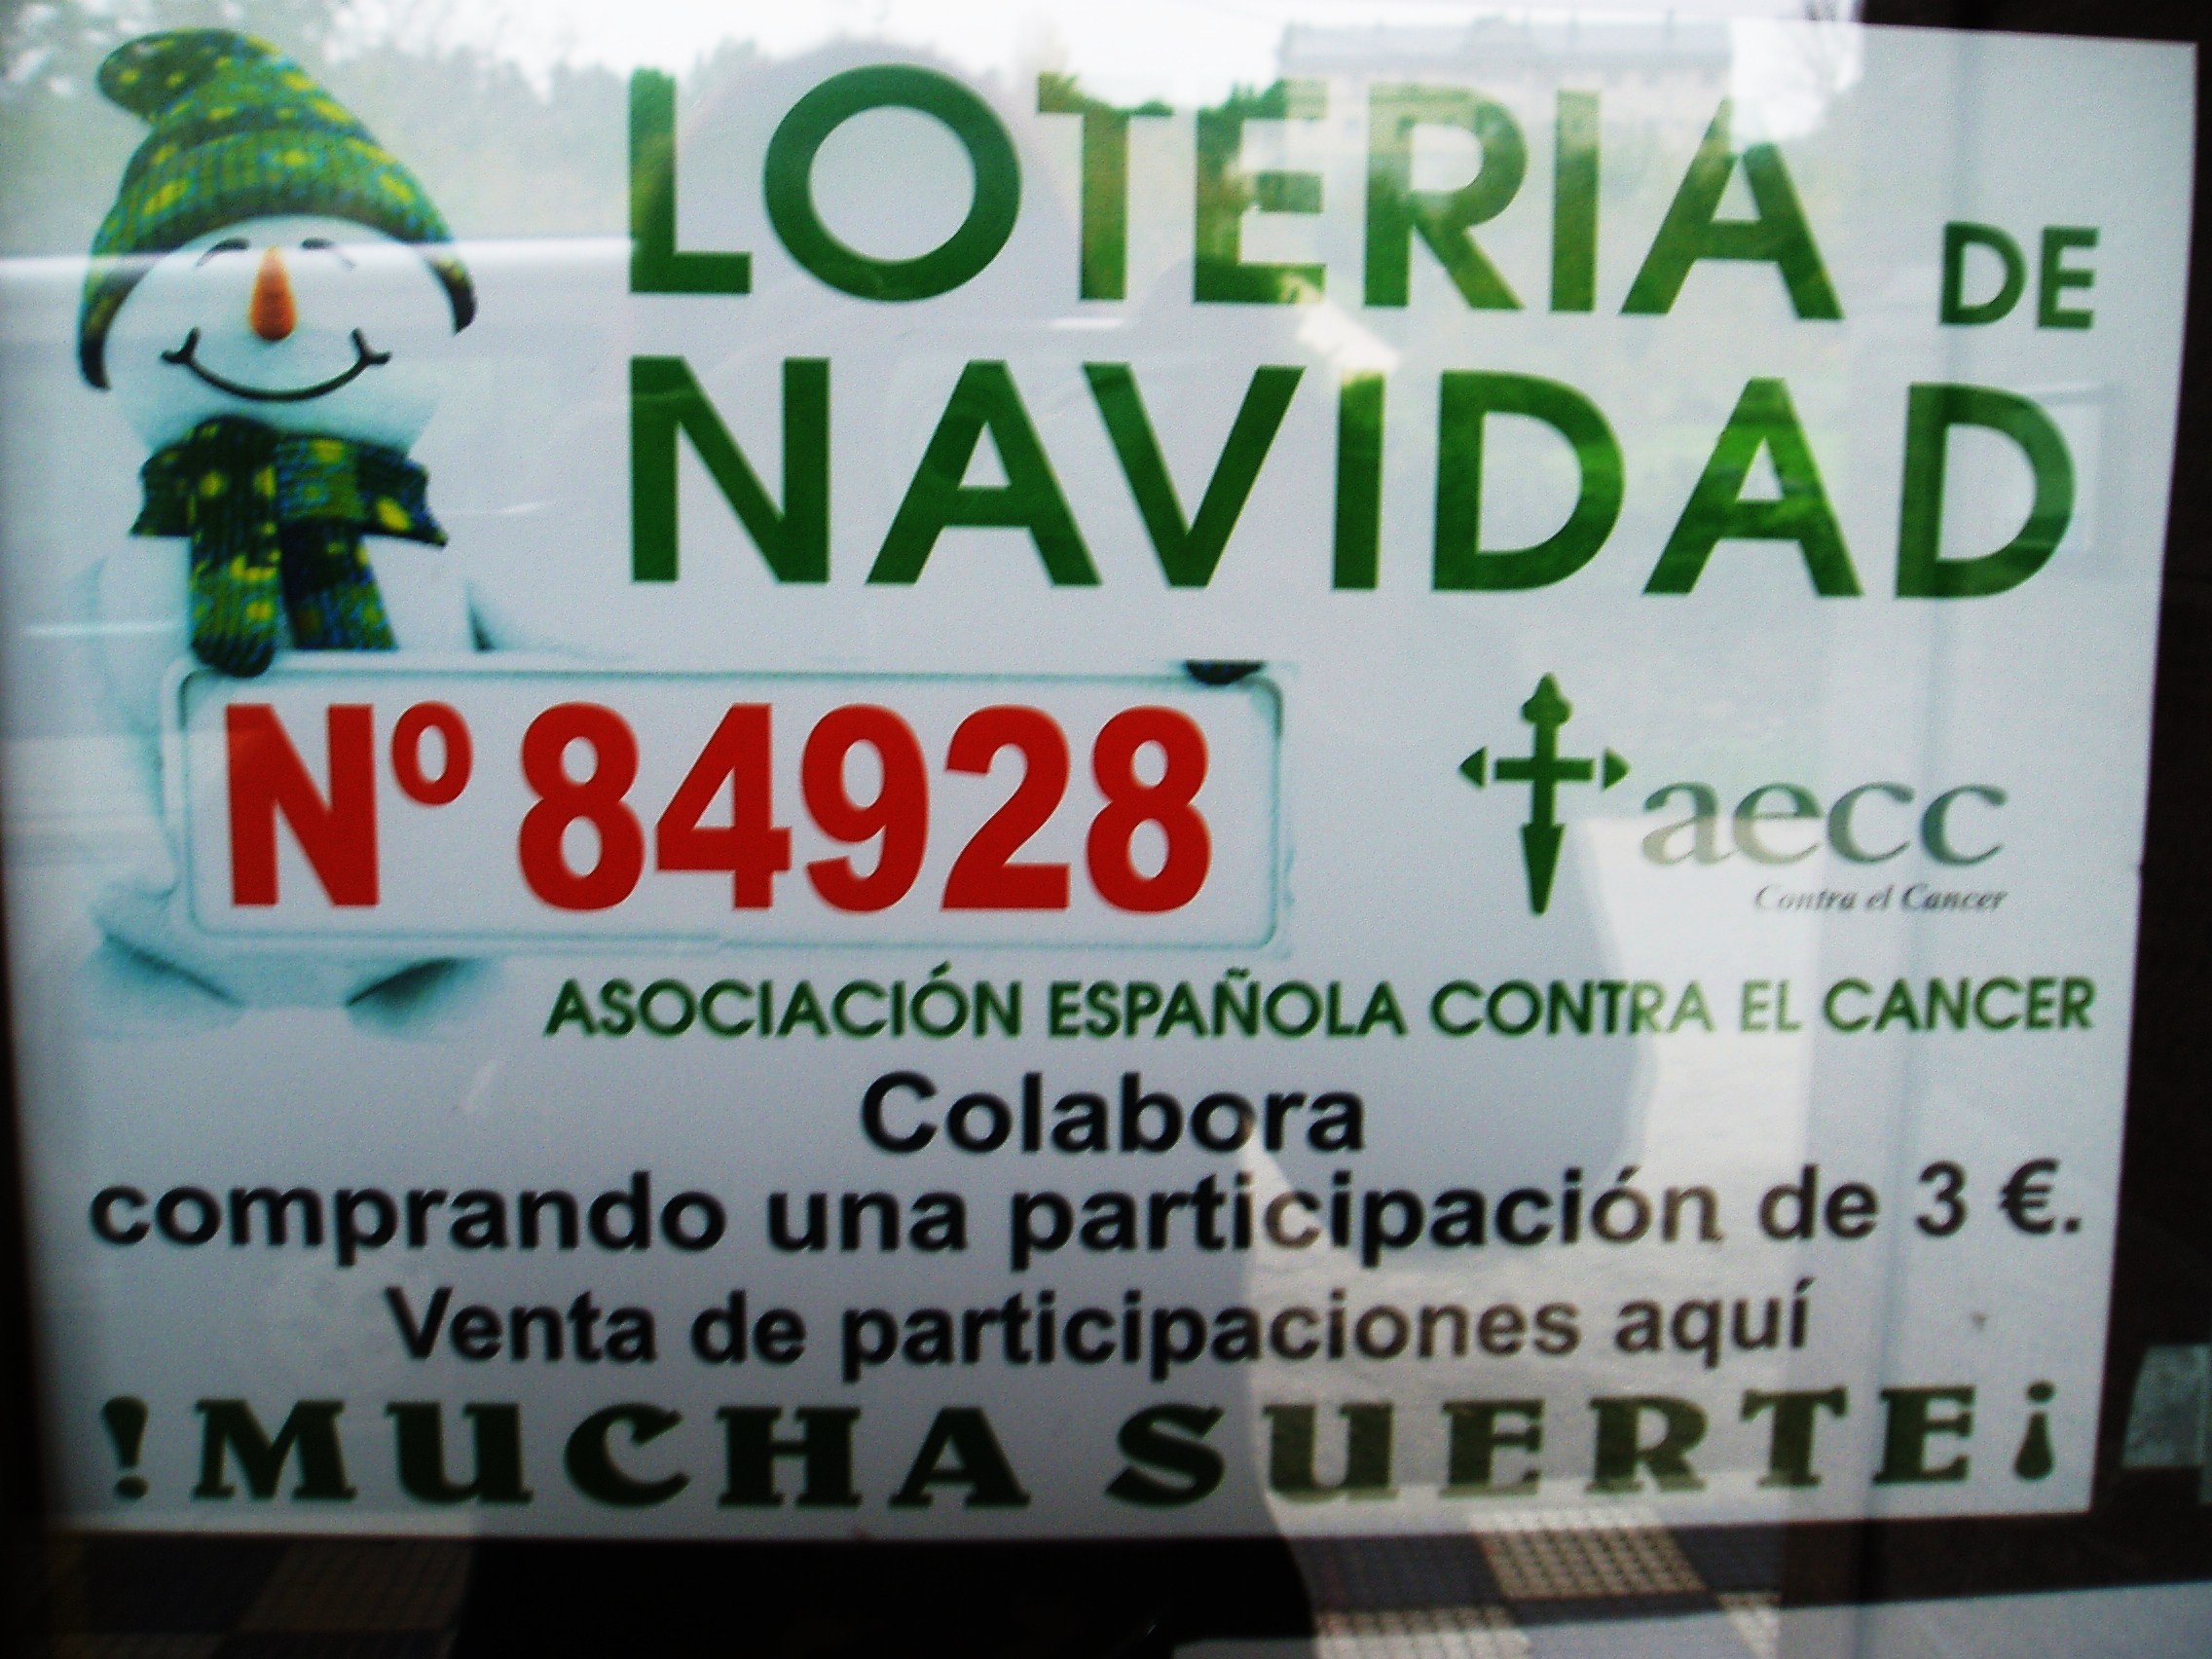 LOTERIA DE
NAVIDAD
Nº 84928
aecc
Contra el Cancer
ASOCIACIÓN ESPAÑOLA CONTRA EL CANCER
Colabora
comprando una participación de 3 €.
Venta de participaciones aquí
!MUCHA SUERTE¡